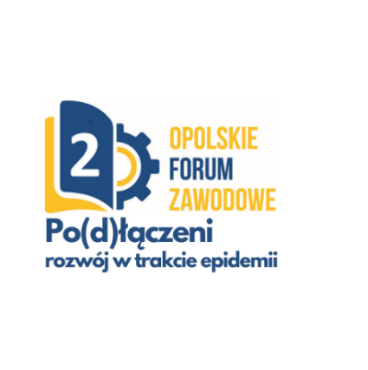 2
OPOLSKIE
FORUM
ZAWODOWE
Po(d)łączeni
rozwój w trakcie epidemii